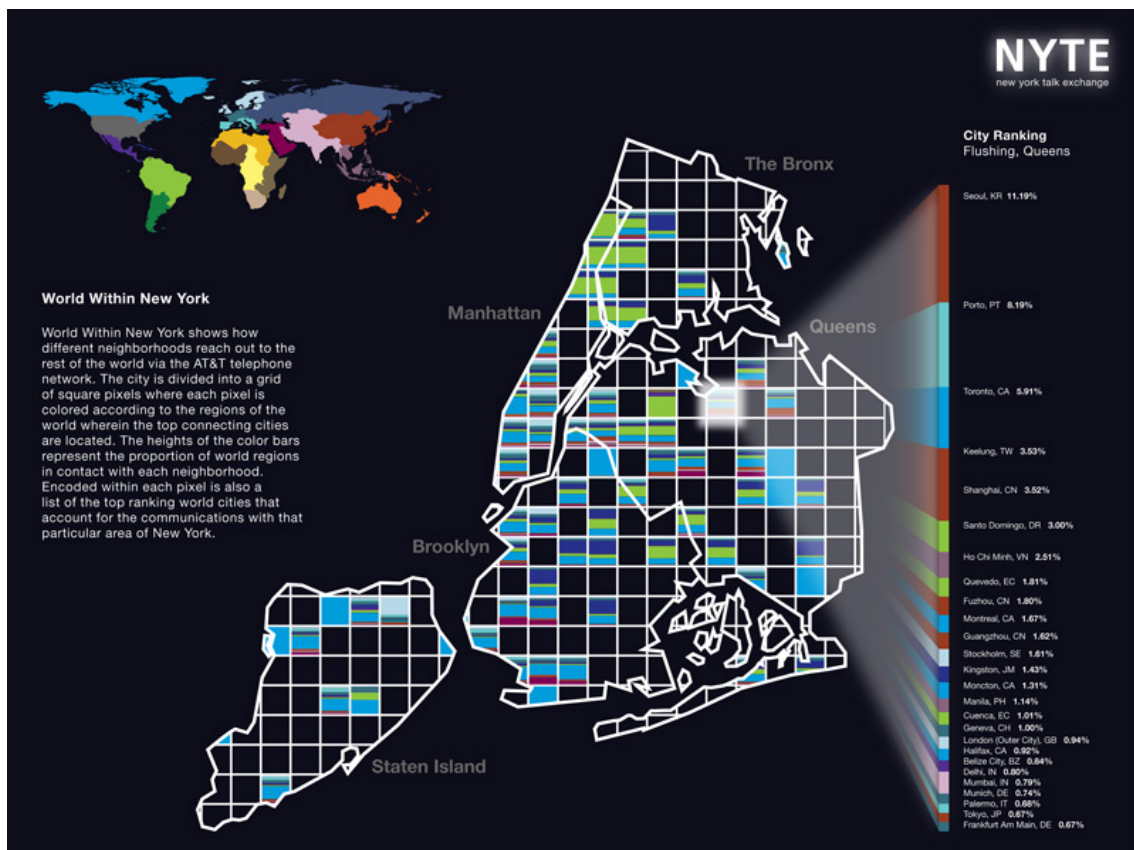 NYTE
new york talk exchange
City Ranking
Flushing, Queens
The Bronx
Manhattan
Queens
Brooklyn
Staten Island
World Within New York
World Within New York shows how
different neighborhoods reach out to the
rest of the world via the AT&T telephone
network. The city is divided into a grid
of square pixels where each pixel is
colored according to the regions of the
world wherein the top connecting cities
are located. The heights of the color bars
represent the proportion of world regions
in contact with each neighborhood.
Encoded within each pixel is also a
list of the top ranking world cities that
account for the communications with that
particular area of New York.
Seoul, KR 11.19%
Porto, PT 8.19%
Toronto, CA 5.91%
Keelung, TW 3.53%
Shanghai, CN 3.52%
Santo Domingo, DR 3.00%
Ho Chi Minh, VN 2.51%
Quevedo, EC 1.81%
Fuzhou, CN 1.80%
Montreal, CA 1.67%
Guangzhou, CN 1.62%
Stockholm, SE 1.61%
Kingston, JM 1.43%
Moncton, CA 1.31%
Manila, PH 1.14%
Cuenca, EC 1.01%
Geneva, CH 1.00%
London (Outer City), GB 0.94%
Halifax, CA 0.92%
Belize City, BZ 0.84%
Delhi, IN 0.80%
Mumbai, IN 0.79%
Munich, DE 0.74%
Palermo, IT 0.68%
Tokyo, JP 0.67%
Frankfurt Am Main, DE 0.67%